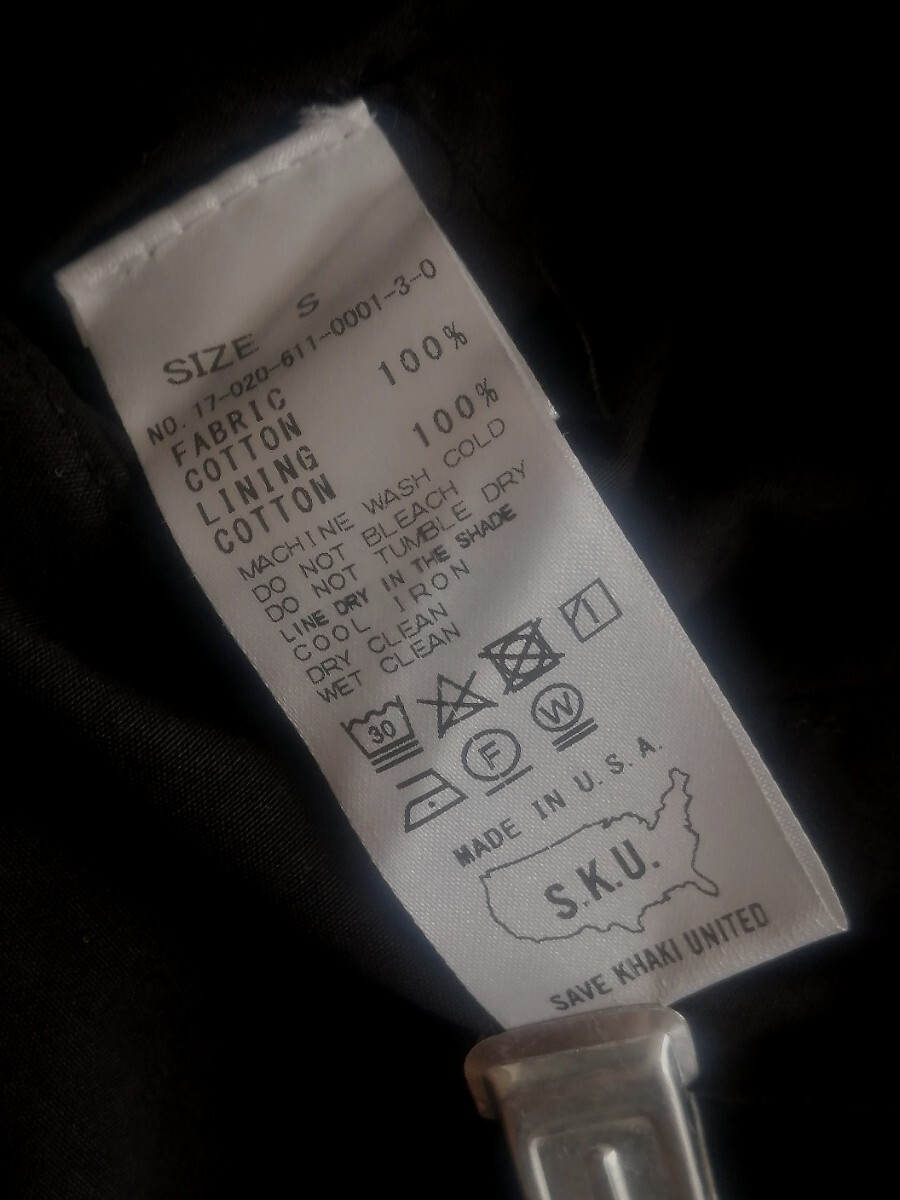 SIZE S
NO. 17-020-611-0001-3-0
FABRIC
COTTON 100%
LINING
COTTON 100%
MACHINE WASH COLD
DO NOT BLEACH
DO NOT TUMBLE DRY
LINE DRY IN THE SHADE
COOL IRON
DRY CLEAN
WET CLEAN
30
F W
MADE IN U.S.A.
S.K.U.
SAVE KHAKI UNITED